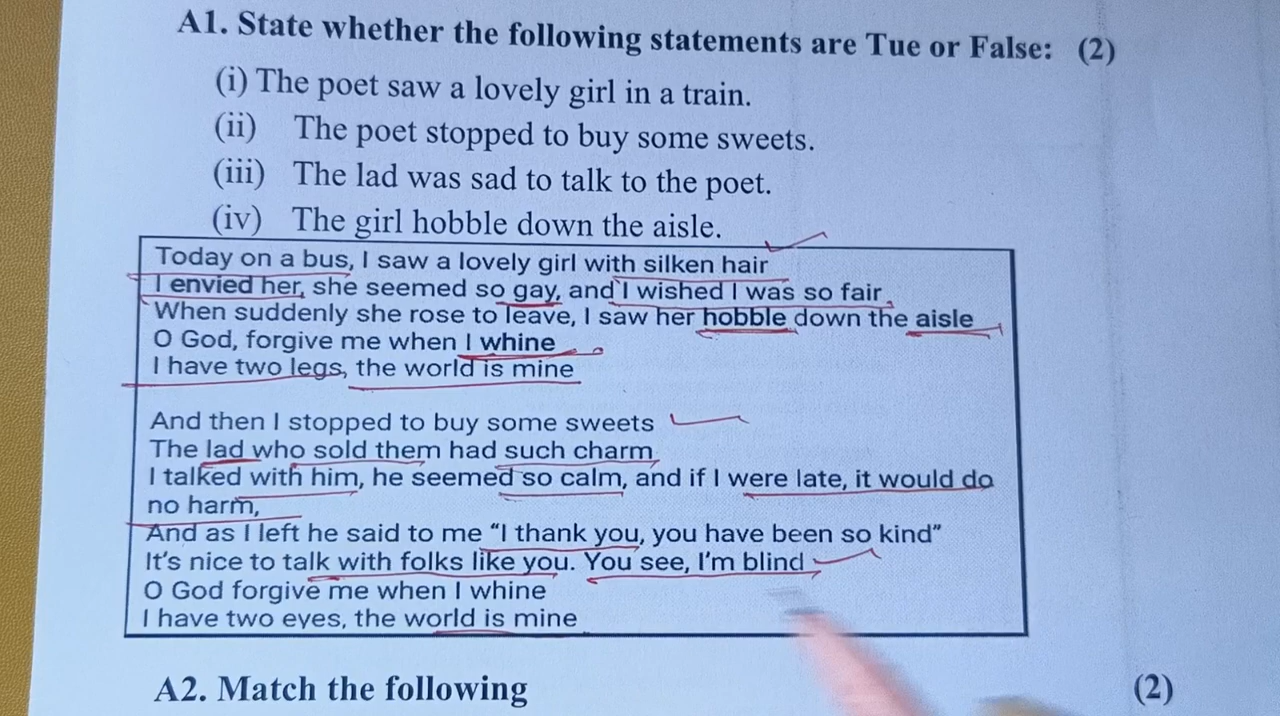 A1. State whether the following statements are Tue or False: (2)
(i) The poet saw a lovely girl in a train.
(ii) The poet stopped to buy some sweets.
(iii) The lad was sad to talk to the poet.
(iv) The girl hobble down the aisle.
Today on a bus, I saw a lovely girl with silken hair
I envied her, she seemed so gay, and I wished I was so fair
When suddenly she rose to leave, I saw her hobble down the aisle
O God, forgive me when I whine
I have two legs, the world is mine
And then I stopped to buy some sweets
The lad who sold them had such charm
I talked with him, he seemed so calm, and if I were late, it would do
no harm,
And as I left he said to me “I thank you, you have been so kind”
It’s nice to talk with folks like you. You see, I’m blind
O God forgive me when I whine
I have two eyes, the world is mine
A2. Match the following (2)